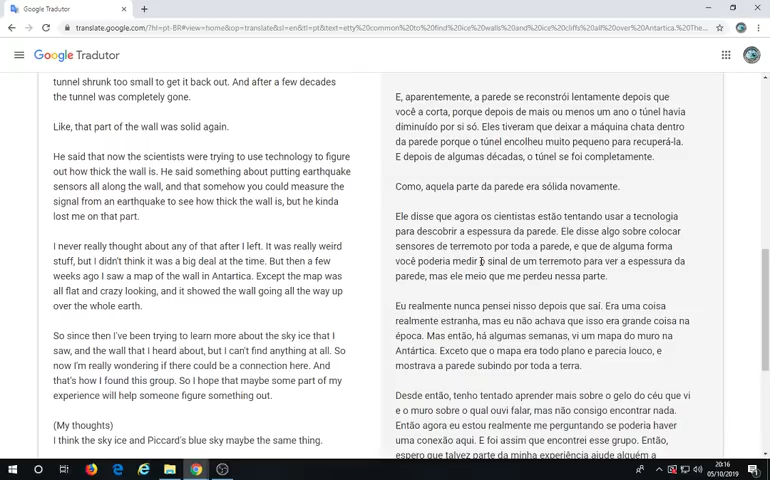 Google Tradutor
translate.google.com.br/?hl=pt-BR#view=home&op=translate&sl=en&tl=pt&text=etty%20common%20to%20find%20ice%20walls%20and%20ice%20cliffs%20all%20over%20Antartica.%20The...
Google Tradutor
tunnel shrunk too small to get it back out. And after a few decades
the tunnel was completely gone.
Like, that part of the wall was solid again.
He said that now the scientists were trying to use technology to figure
out how thick the wall is. He said something about putting earthquake
sensors all along the wall, and that somehow you could measure the
signal from an earthquake to see how thick the wall is, but he kinda
lost me on that part.
I never really thought about any of that after I left. It was really weird
stuff, but I didn't think it was a big deal at the time. But then a few
weeks ago I saw a map of the wall in Antartica. Except the map was
all flat and crazy looking, and it showed the wall going all the way up
over the whole earth.
So since then I've been trying to learn more about the sky ice that I
saw, and the wall that I heard about, but I can't find anything at all. So
now I'm really wondering if there could be a connection here. And
that's how I found this group. So I hope that maybe some part of my
experience will help someone figure something out.
(My thoughts)
I think the sky ice and Piccard's blue sky maybe the same thing.
E, aparentemente, a parede se reconstrói lentamente depois que
você a corta, porque depois de mais ou menos um ano o túnel havia
diminuído por si só. Eles tiveram que deixar a máquina chata dentro
da parede porque o túnel encolheu muito pequeno para recuperá-la.
E depois de algumas décadas, o túnel se foi completamente.
Como, aquela parte da parede era sólida novamente.
Ele disse que agora os cientistas estão tentando usar a tecnologia
para descobrir a espessura da parede. Ele disse algo sobre colocar
sensores de terremoto por toda a parede, e que de alguma forma
você poderia medir o sinal de um terremoto para ver a espessura da
parede, mas ele meio que me perdeu nessa parte.
Eu realmente nunca pensei nisso depois que saí. Era uma coisa
realmente estranha, mas eu não achava que isso era grande coisa na
época. Mas então, há algumas semanas, vi um mapa do muro na
Antártica. Exceto que o mapa era todo plano e parecia louco, e
mostrava a parede subindo por toda a terra.
Desde então, tenho tentado aprender mais sobre o gelo do céu que vi
e o muro sobre o qual ouvi falar, mas não consigo encontrar nada.
Então agora eu estou realmente me perguntando se poderia haver
uma conexão aqui. E foi assim que encontrei esse grupo. Então,
espero que talvez parte da minha experiência ajude alguém a
20:16
05/10/2019